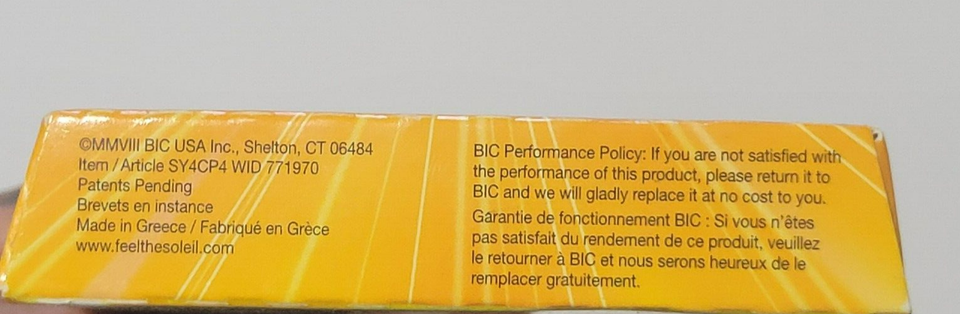 ©MMVIII BIC USA Inc., Shelton, CT 06484
Item / Article SY4CP4 WID 771970
Patents Pending
Brevets en instance
Made in Greece / Fabriqué en Grèce
www.feelthesoleil.com
BIC Performance Policy: If you are not satisfied with
the performance of this product, please return it to
BIC and we will gladly replace it at no cost to you.
Garantie de fonctionnement BIC : Si vous n'êtes
pas satisfait du rendement de ce produit, veuillez
le retourner à BIC et nous serons heureux de le
remplacer gratuitement.